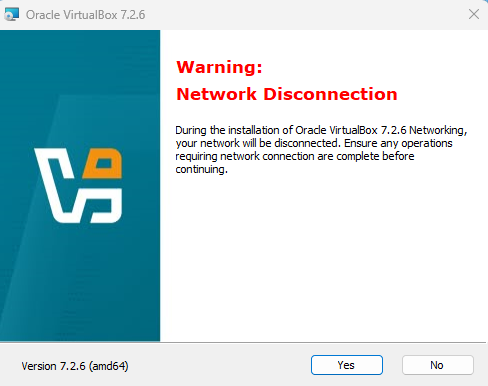 Oracle VirtualBox 7.2.6
Warning:
Network Disconnection
During the installation of Oracle VirtualBox 7.2.6 Networking,
your network will be disconnected. Ensure any operations
requiring network connection are complete before
continuing.
Version 7.2.6 (amd64)
Yes
No